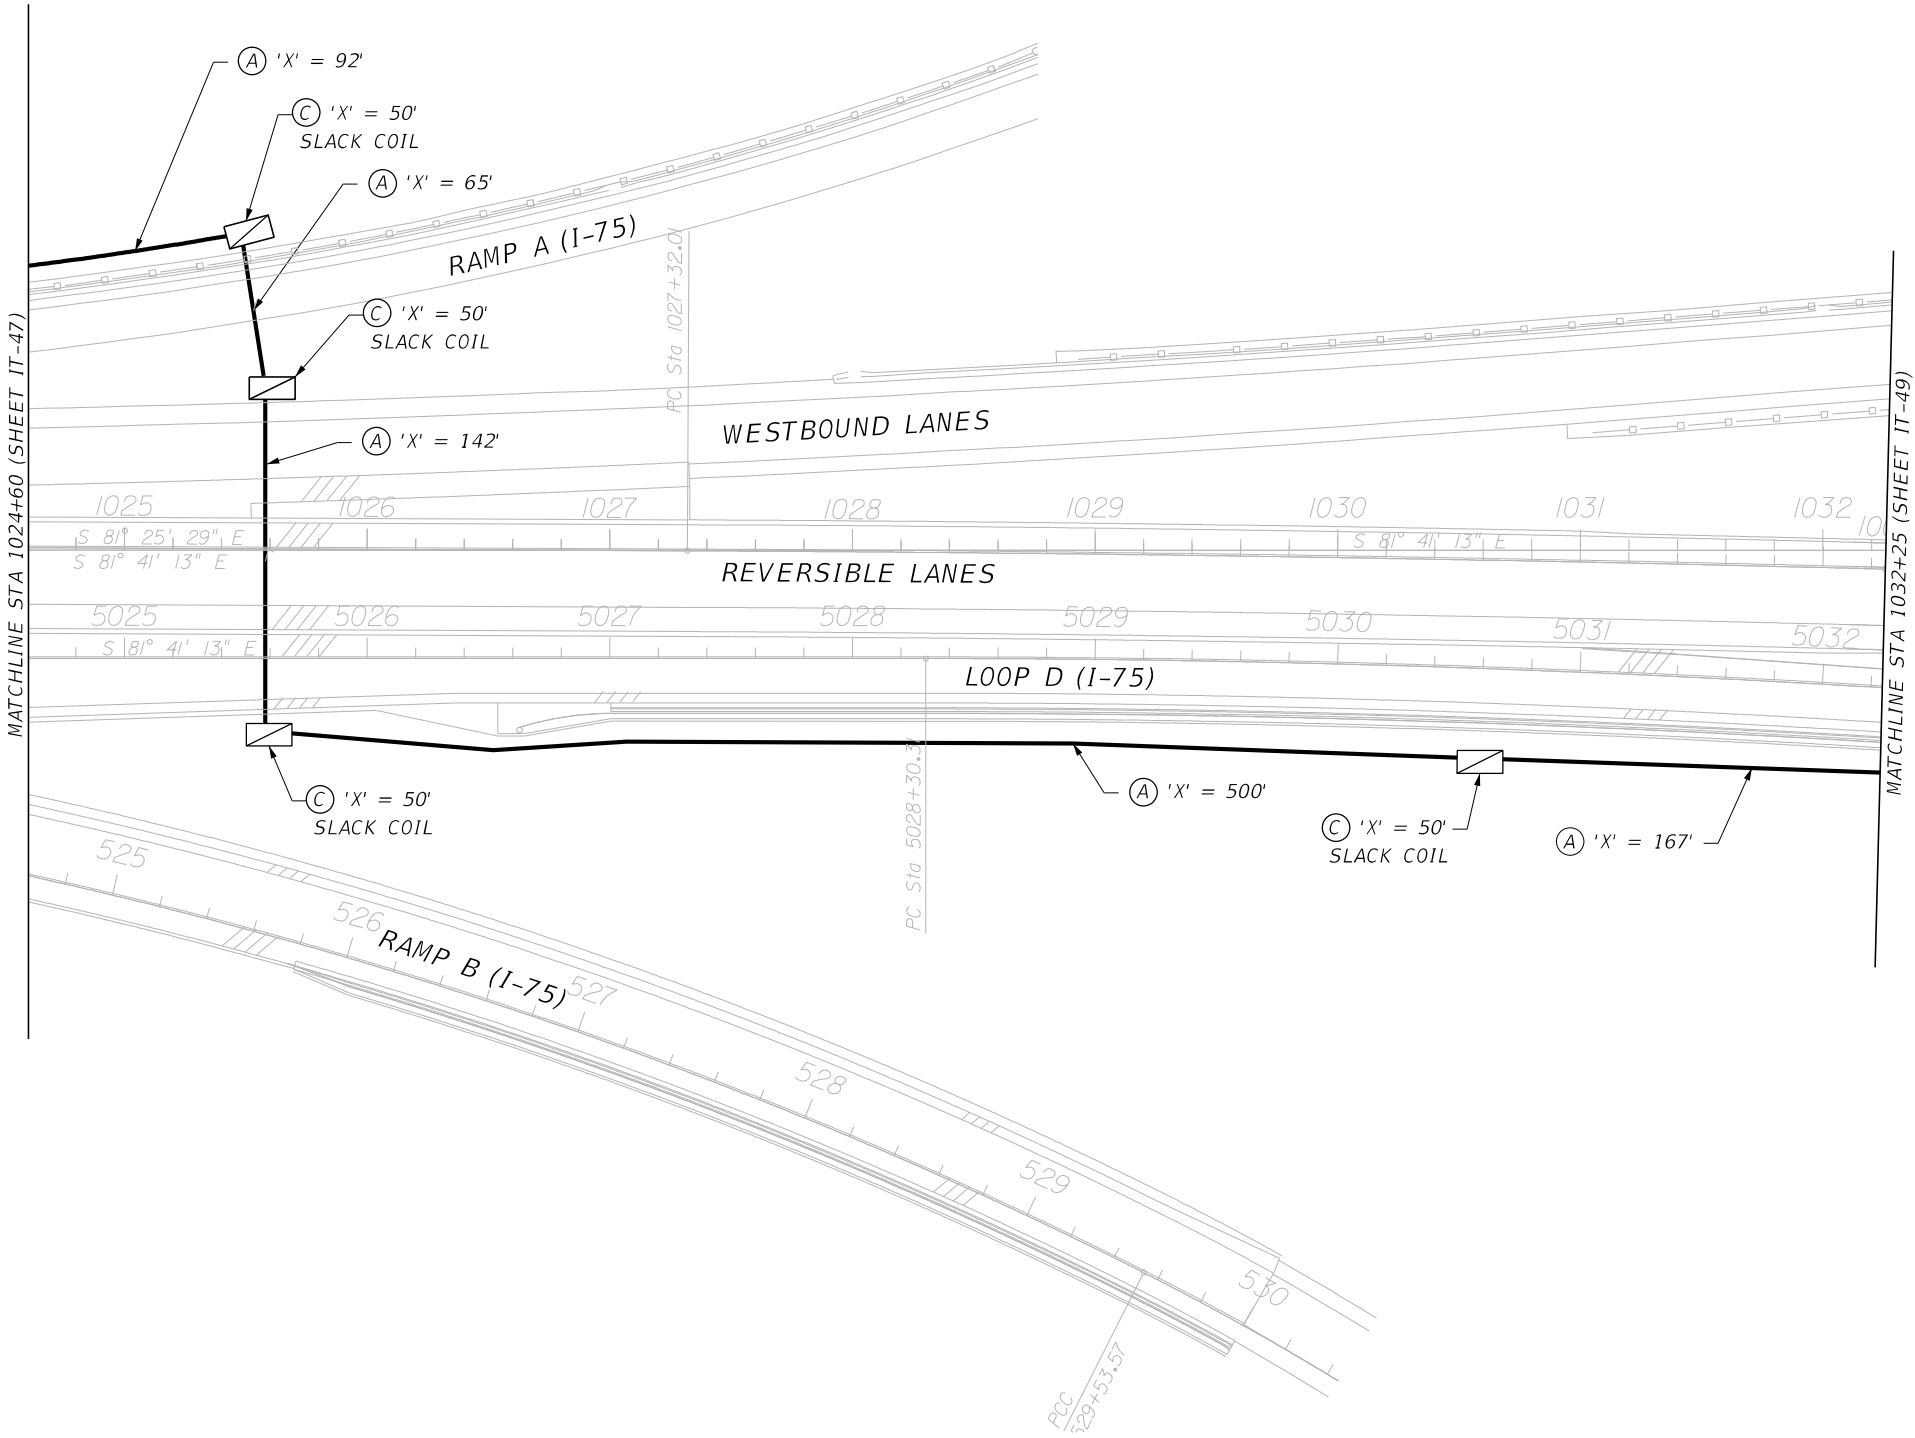 A 'X' = 92'
C 'X' = 50'
SLACK COIL
A 'X' = 65'
RAMP A (I-75)
C 'X' = 50'
SLACK COIL
PC Sta 1027+32.01
MATCHLINE STA 1024+60 (SHEET IT-47)
MATCHLINE STA 1032+25 (SHEET IT-49)
WESTBOUND LANES
A 'X' = 142'
1025 1026 1027 1028 1029 1030 1031 1032
S 81° 25' 29" E
S 81° 41' 13" E
S 81° 41' 13" E
REVERSIBLE LANES
5025 5026 5027 5028 5029 5030 5031 5032
S 81° 41' 13" E
LOOP D (I-75)
PC Sta 5028+30.31
A 'X' = 500'
C 'X' = 50'
SLACK COIL
C 'X' = 50'
SLACK COIL
A 'X' = 167'
525
526
RAMP B (I-75)
527
528
529
530
PCC
529+53.57